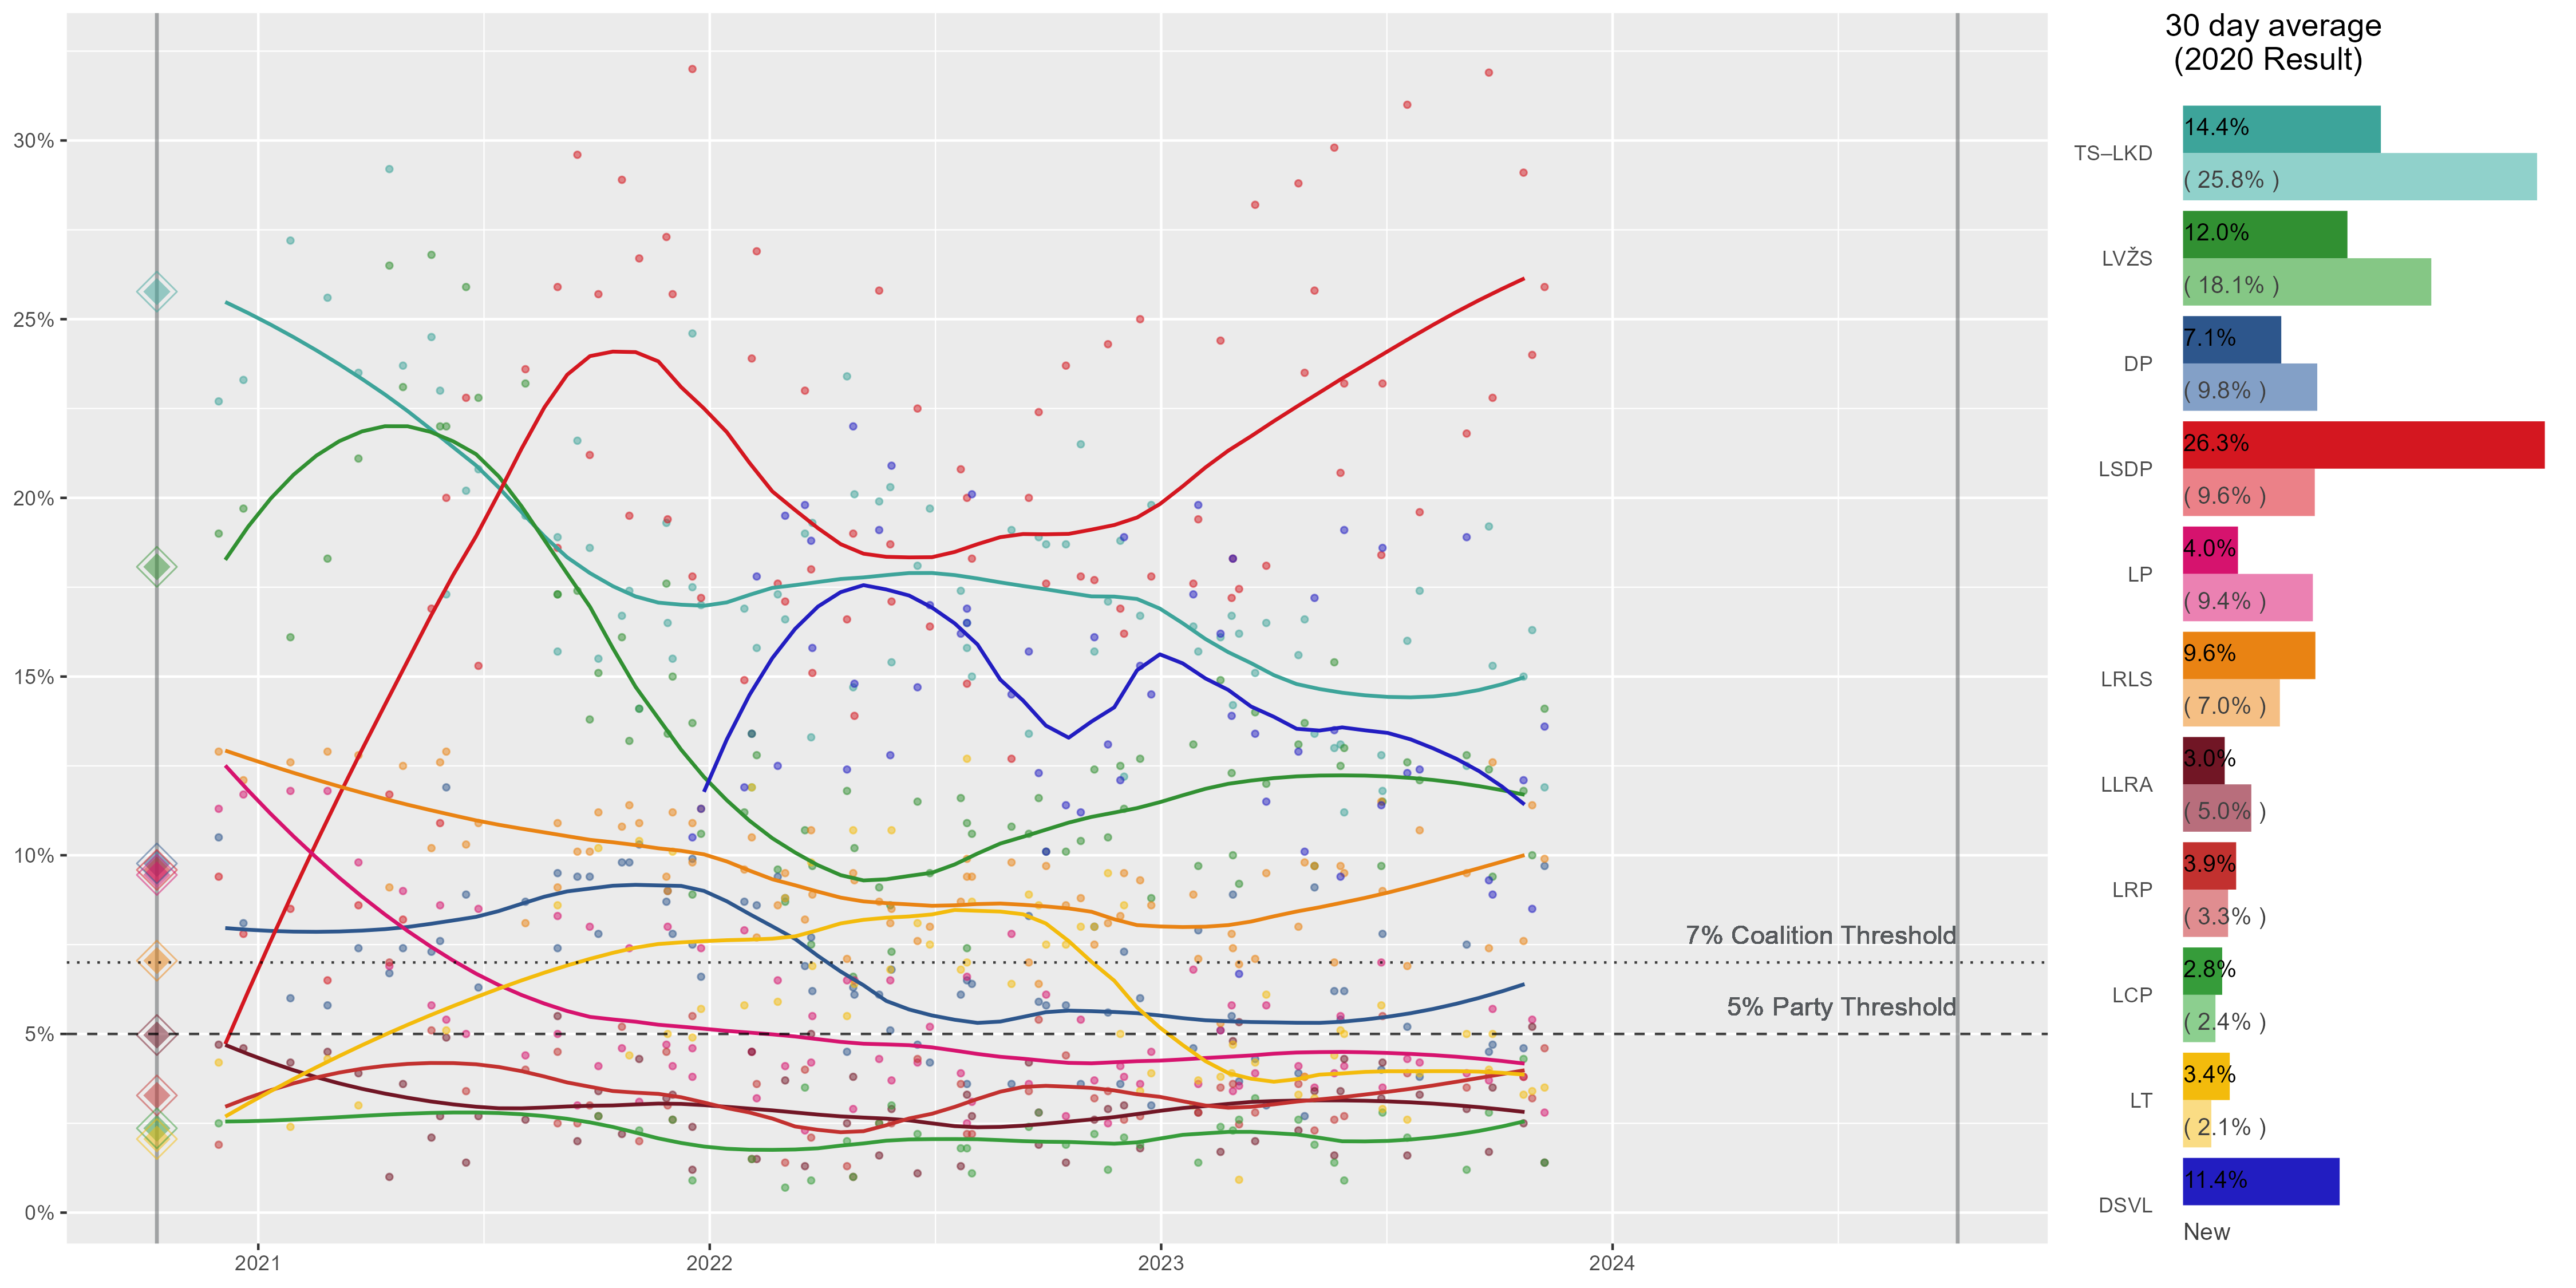 30%
25%
20%
15%
10%
5%
0%
2021
2022
2023
2024
7% Coalition Threshold
5% Party Threshold
30 day average
(2020 Result)
TS–LKD
14.4%
( 25.8% )
LVŽS
12.0%
( 18.1% )
DP
7.1%
( 9.8% )
LSDP
26.3%
( 9.6% )
LP
4.0%
( 9.4% )
LRLS
9.6%
( 7.0% )
LLRA
3.0%
( 5.0% )
LRP
3.9%
( 3.3% )
LCP
2.8%
( 2.4% )
LT
3.4%
( 2.1% )
DSVL
11.4%
New